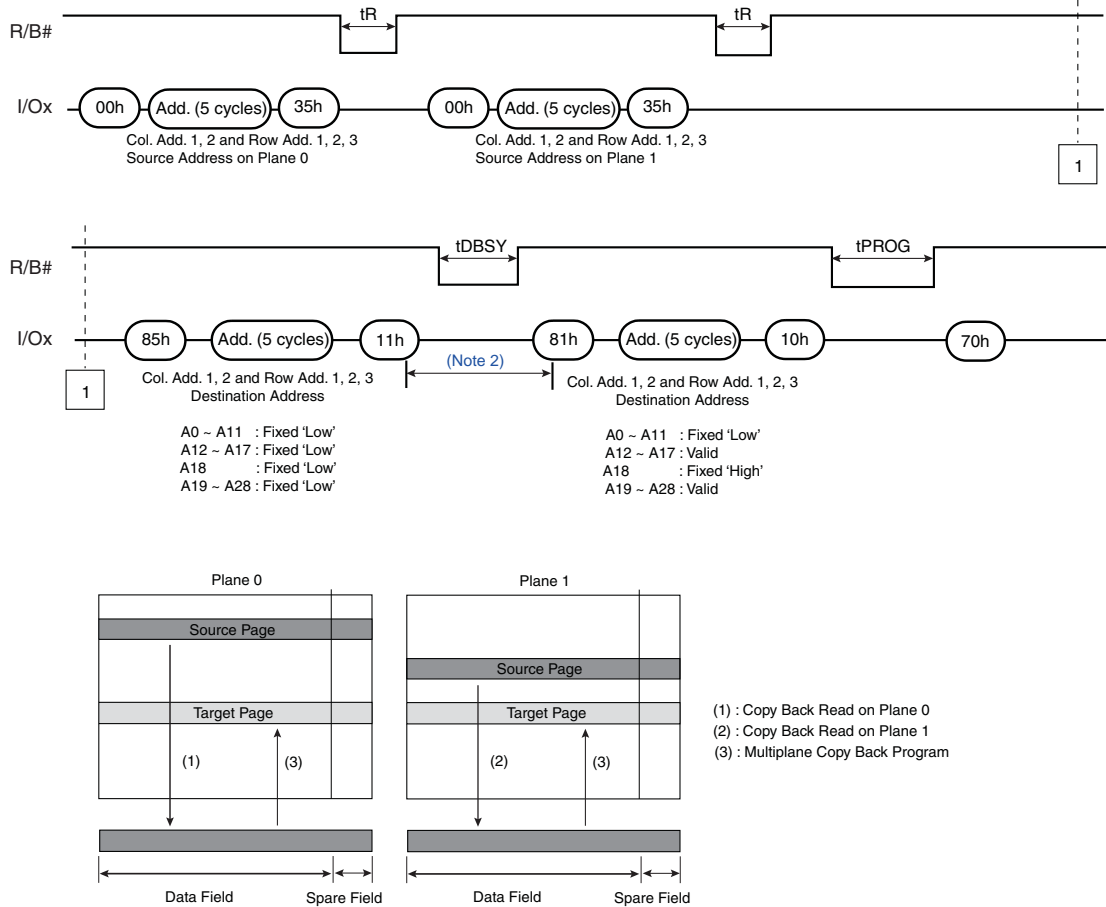 tR
tR
R/B#
I/Ox
00h
Add. (5 cycles)
35h
00h
Add. (5 cycles)
35h
Col. Add. 1, 2 and Row Add. 1, 2, 3
Source Address on Plane 0
Col. Add. 1, 2 and Row Add. 1, 2, 3
Source Address on Plane 1
1
tDBSY
tPROG
R/B#
I/Ox
85h
Add. (5 cycles)
11h
(Note 2)
81h
Add. (5 cycles)
10h
70h
1
Col. Add. 1, 2 and Row Add. 1, 2, 3
Destination Address
Col. Add. 1, 2 and Row Add. 1, 2, 3
Destination Address
A0 ~ A11 : Fixed ‘Low’
A12 ~ A17 : Fixed ‘Low’
A18 : Fixed ‘Low’
A19 ~ A28 : Fixed ‘Low’
A0 ~ A11 : Fixed ‘Low’
A12 ~ A17 : Valid
A18 : Fixed ‘High’
A19 ~ A28 : Valid
Plane 0
Source Page
Target Page
(1)
(3)
Data Field
Spare Field
Plane 1
Source Page
Target Page
(2)
(3)
Data Field
Spare Field
(1) : Copy Back Read on Plane 0
(2) : Copy Back Read on Plane 1
(3) : Multiplane Copy Back Program